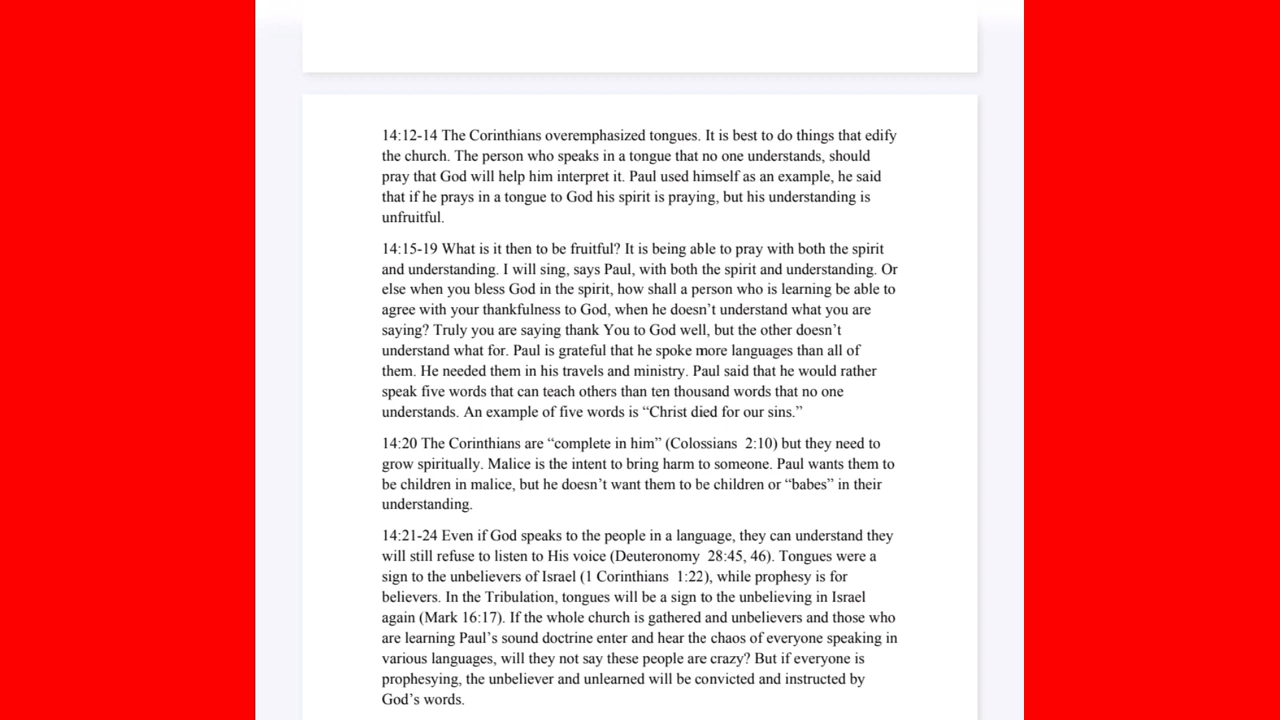 14:12-14 The Corinthians overemphasized tongues. It is best to do things that edify
the church. The person who speaks in a tongue that no one understands, should
pray that God will help him interpret it. Paul used himself as an example, he said
that if he prays in a tongue to God his spirit is praying, but his understanding is
unfruitful.
14:15-19 What is it then to be fruitful? It is being able to pray with both the spirit
and understanding. I will sing, says Paul, with both the spirit and understanding. Or
else when you bless God in the spirit, how shall a person who is learning be able to
agree with your thankfulness to God, when he doesn’t understand what you are
saying? Truly you are saying thank You to God well, but the other doesn’t
understand what for. Paul is grateful that he spoke more languages than all of
them. He needed them in his travels and ministry. Paul said that he would rather
speak five words that can teach others than ten thousand words that no one
understands. An example of five words is “Christ died for our sins.”
14:20 The Corinthians are “complete in him” (Colossians  2:10) but they need to
grow spiritually. Malice is the intent to bring harm to someone. Paul wants them to
be children in malice, but he doesn’t want them to be children or “babes” in their
understanding.
14:21-24 Even if God speaks to the people in a language, they can understand they
will still refuse to listen to His voice (Deuteronomy  28:45, 46). Tongues were a
sign to the unbelievers of Israel (1 Corinthians  1:22), while prophesy is for
believers. In the Tribulation, tongues will be a sign to the unbelieving in Israel
again (Mark 16:17). If the whole church is gathered and unbelievers and those who
are learning Paul’s sound doctrine enter and hear the chaos of everyone speaking in
various languages, will they not say these people are crazy? But if everyone is
prophesying, the unbeliever and unlearned will be convicted and instructed by
God’s words.